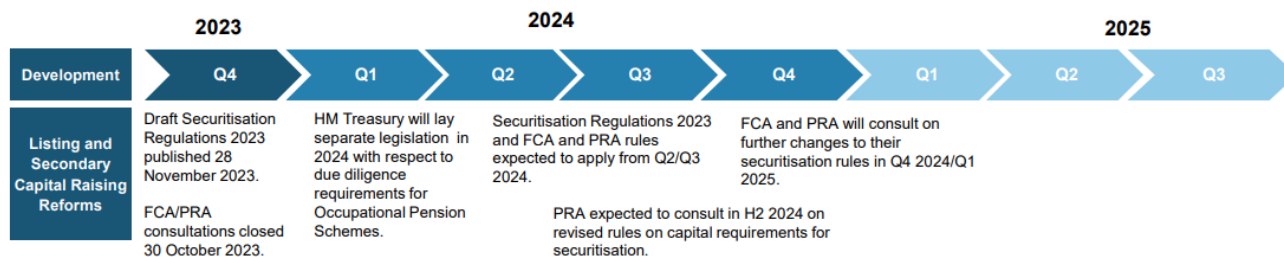 2023
2024
2025
Development
Q4
Q1
Q2
Q3
Q4
Q1
Q2
Q3
Listing and
Secondary
Capital Raising
Reforms
Draft Securitisation
Regulations 2023
published 28
November 2023.
FCA/PRA
consultations closed
30 October 2023.
HM Treasury will lay
separate legislation in
2024 with respect to
due diligence
requirements for
Occupational Pension
Schemes.
Securitisation Regulations 2023
and FCA and PRA rules
expected to apply from Q2/Q3
2024.
PRA expected to consult in H2 2024 on
revised rules on capital requirements for
securitisation.
FCA and PRA will consult on
further changes to their
securitisation rules in Q4 2024/Q1
2025.